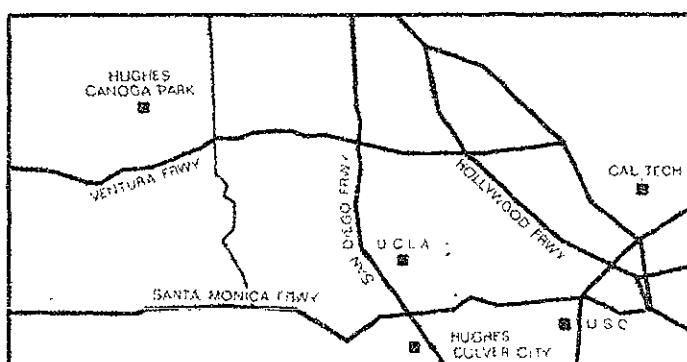 HUGHES
CANOGA PARK
VENTURA FRWY
SAN DIEGO FRWY
HOLLYWOOD FRWY
CAL TECH
UCLA
SANTA MONICA FRWY
USC
HUGHES
CULVER CITY